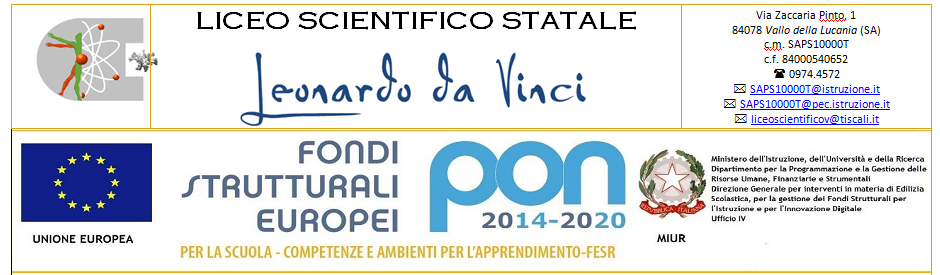 LICEO SCIENTIFICO STATALE
Leonardo da Vinci
Via Zaccaria Pinto, 1
84078 Vallo della Lucania (SA)
c.m. SAPS10000T
c.f. 84000540652
☎ 0974.4572
✉ SAPS10000T@istruzione.it
✉ SAPS10000T@pec.istruzione.it
✉ liceoscientificov@tiscali.it
UNIONE EUROPEA
FONDI
STRUTTURALI
EUROPEI
pon
2014-2020
PER LA SCUOLA - COMPETENZE E AMBIENTI PER L'APPRENDIMENTO-FESR
REPVBBLICA ITALIANA
MIUR
Ministero dell'Istruzione, dell'Università e della Ricerca
Dipartimento per la Programmazione e la Gestione delle
Risorse Umane, Finanziarie e Strumentali
Direzione Generale per interventi in materia di Edilizia
Scolastica, per la gestione dei Fondi Strutturali per
l'Istruzione e per l'Innovazione Digitale
Ufficio IV